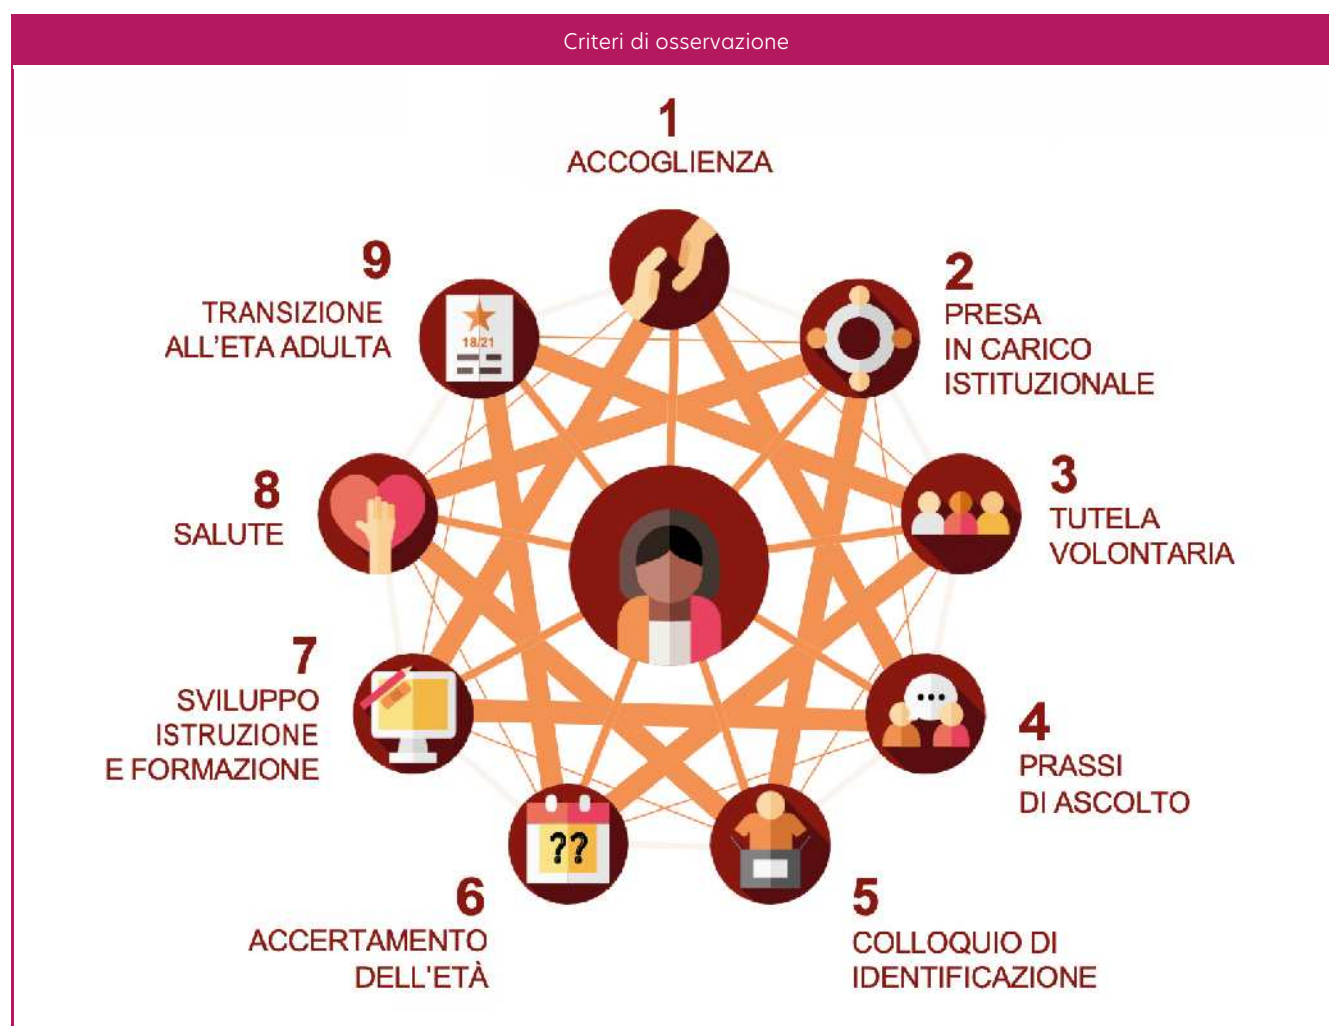 Criteri di osservazione
1
ACCOGLIENZA
2
PRESA
IN CARICO
ISTITUZIONALE
3
TUTELA
VOLONTARIA
4
PRASSI
DI ASCOLTO
5
COLLOQUIO DI
IDENTIFICAZIONE
6
ACCERTAMENTO
DELL'ETÀ
??
7
SVILUPPO
ISTRUZIONE
E FORMAZIONE
8
SALUTE
9
TRANSIZIONE
ALL'ETA ADULTA
18/21